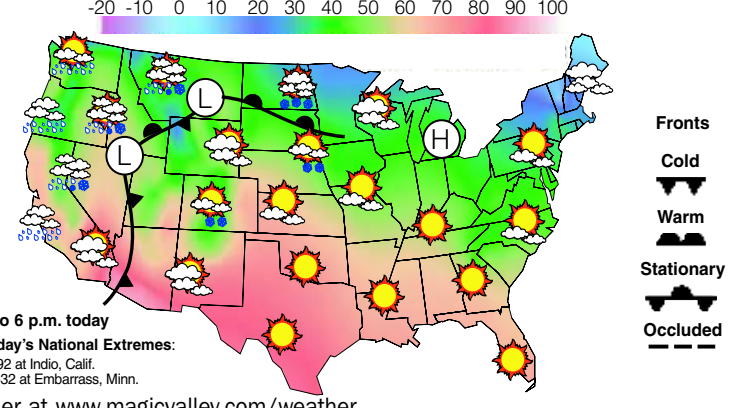 -20 -10 0 10 20 30 40 50 60 70 80 90 100
L
L
H
Fronts
Cold
Warm
Stationary
Occluded
o 6 p.m. today
day's National Extremes:
92 at Indio, Calif.
32 at Embarrass, Minn.
er at www.magicvalley.com/weather